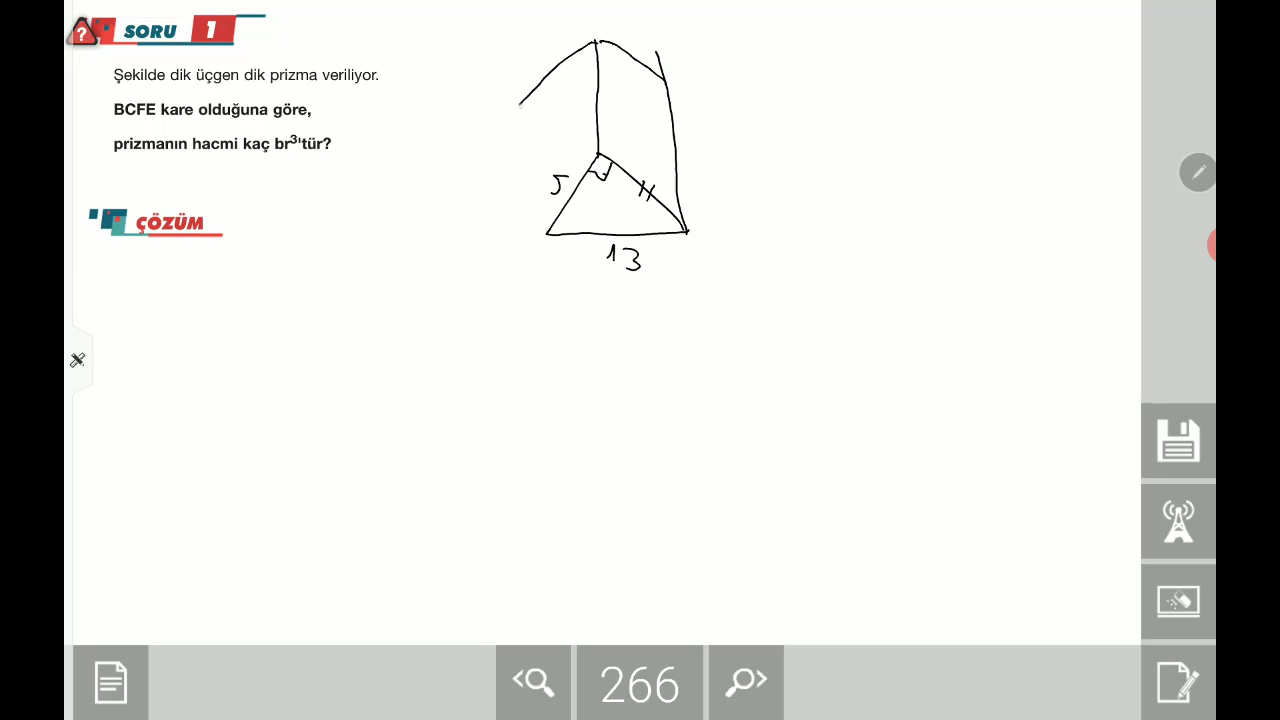 SORU 1
Şekilde dik üçgen dik prizma veriliyor.
BCFE kare olduğuna göre,
prizmanın hacmi kaç br³'tür?
ÇÖZÜM
5
13
266